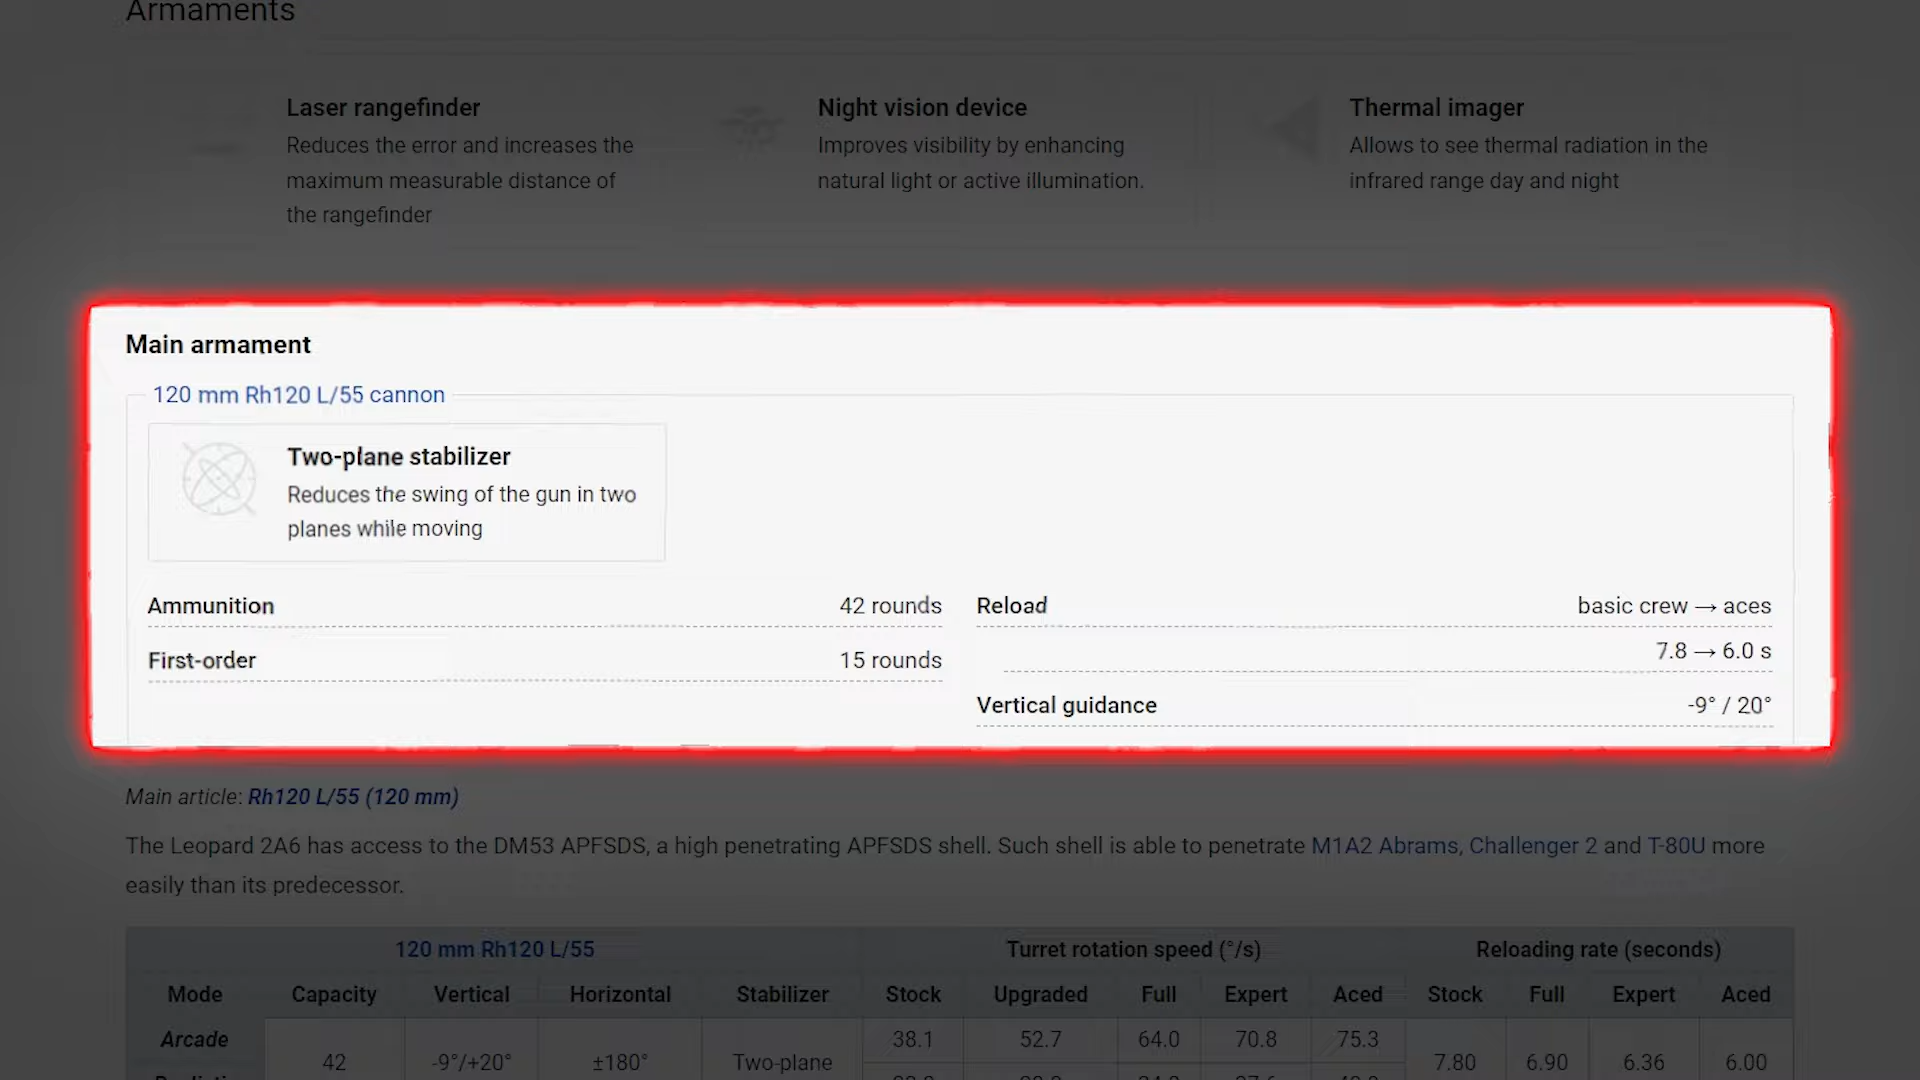 Armaments
Laser rangefinder
Reduces the error and increases the
maximum measurable distance of
the rangefinder
Night vision device
Improves visibility by enhancing
natural light or active illumination.
Thermal imager
Allows to see thermal radiation in the
infrared range day and night
Main armament
120 mm Rh120 L/55 cannon
Two-plane stabilizer
Reduces the swing of the gun in two
planes while moving
Ammunition 42 rounds
First-order 15 rounds
Reload basic crew → aces
7.8 → 6.0 s
Vertical guidance -9° / 20°
Main article: Rh120 L/55 (120 mm)
The Leopard 2A6 has access to the DM53 APFSDS, a high penetrating APFSDS shell. Such shell is able to penetrate M1A2 Abrams, Challenger 2 and T-80U more
easily than its predecessor.
120 mm Rh120 L/55 Turret rotation speed (°/s) Reloading rate (seconds)
Mode Capacity Vertical Horizontal Stabilizer Stock Upgraded Full Expert Aced Stock Full Expert Aced
Arcade 38.1 52.7 64.0 70.8 75.3
42 -9°/+20° ±180° Two-plane 7.80 6.90 6.36 6.00